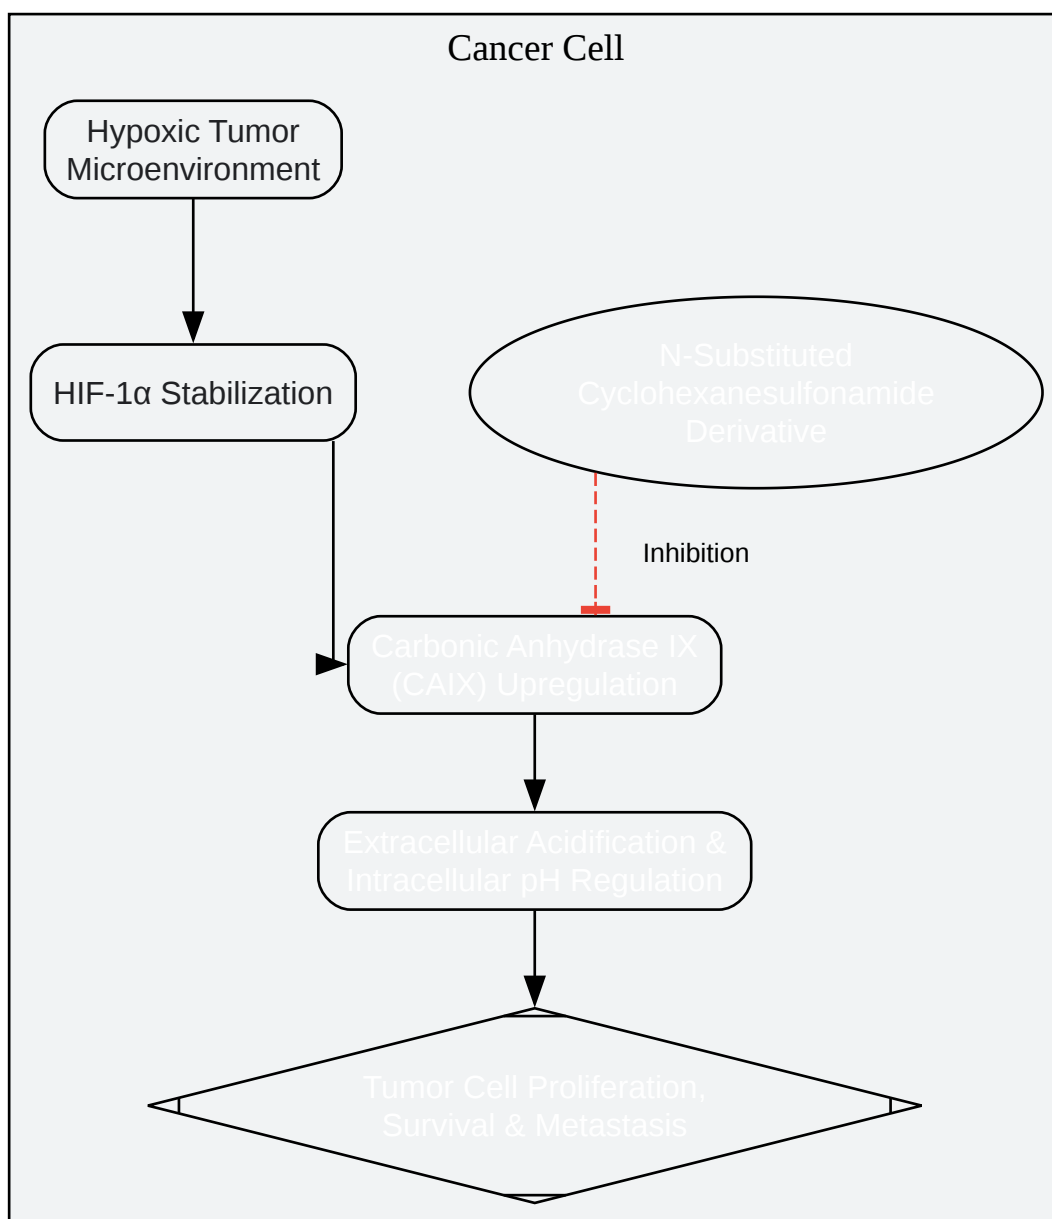 Cancer Cell
Hypoxic Tumor
Microenvironment
HIF-1α Stabilization
N-Substituted
Cyclohexanesulfonamide
Derivative
Inhibition
Carbonic Anhydrase IX
(CAIX) Upregulation
Extracellular Acidification &
Intracellular pH Regulation
Tumor Cell Proliferation,
Survival & Metastasis